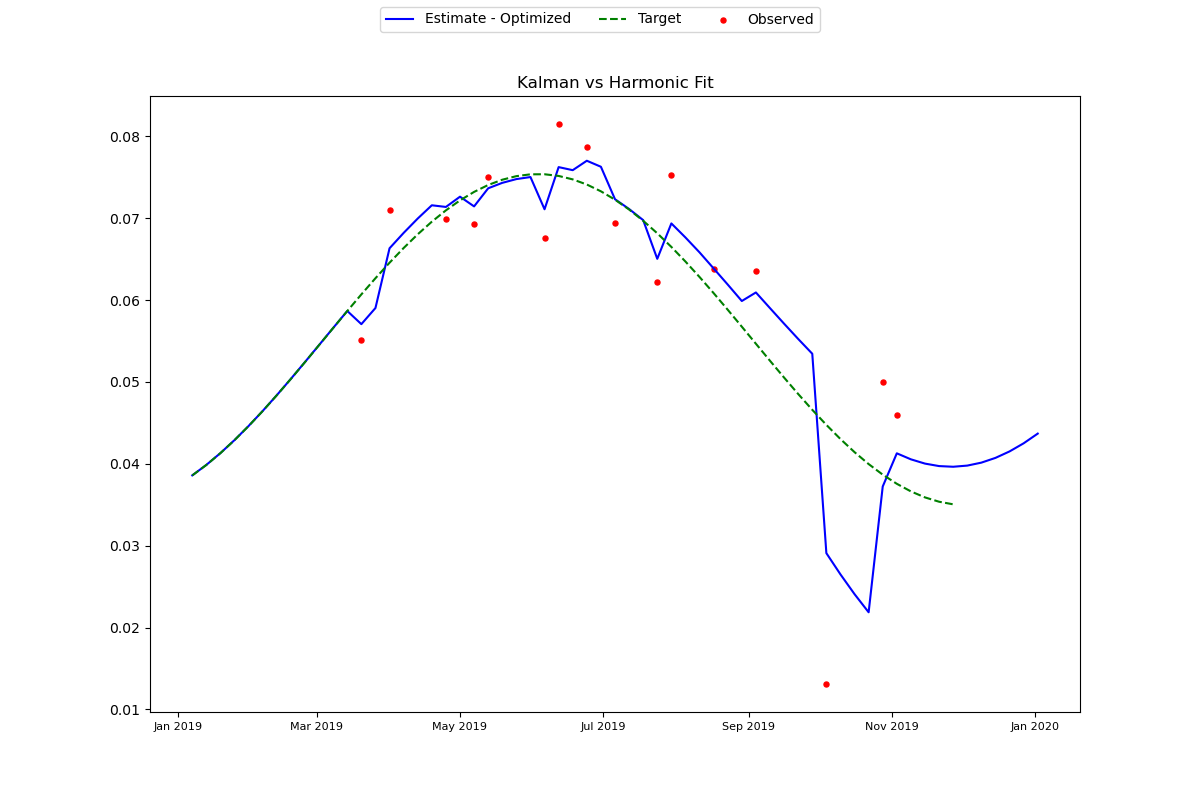 Estimate - Optimized Target Observed
Kalman vs Harmonic Fit
0.08
0.07
0.06
0.05
0.04
0.03
0.02
0.01
Jan 2019 Mar 2019 May 2019 Jul 2019 Sep 2019 Nov 2019 Jan 2020